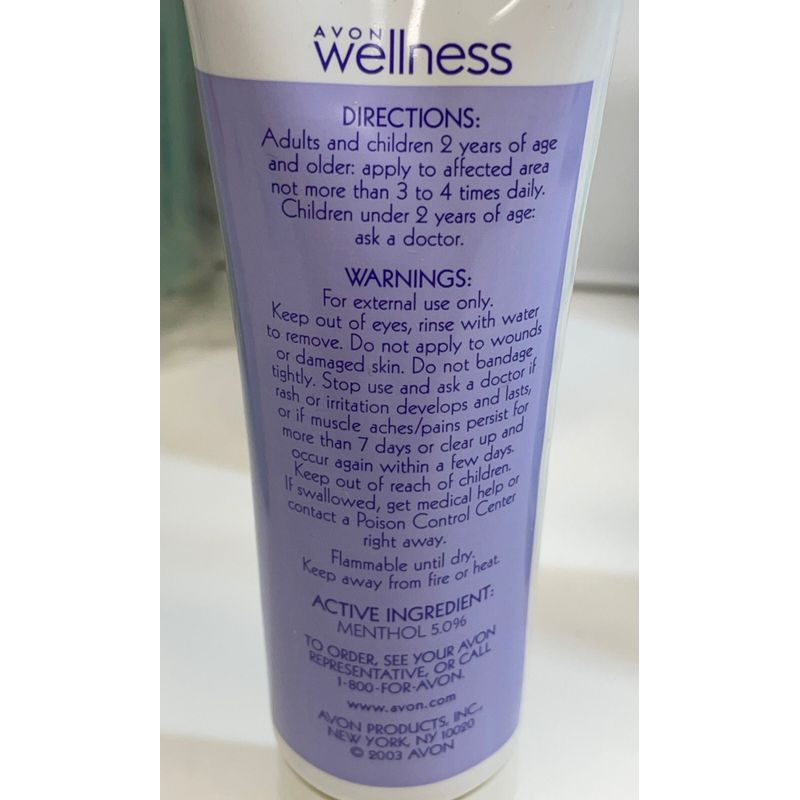 AVON
wellness
DIRECTIONS:
Adults and children 2 years of age
and older: apply to affected area
not more than 3 to 4 times daily.
Children under 2 years of age:
ask a doctor.
WARNINGS:
For external use only.
Keep out of eyes, rinse with water
to remove. Do not apply to wounds
or damaged skin. Do not bandage
tightly. Stop use and ask a doctor if
rash or irritation develops and lasts,
or if muscle aches/pains persist for
more than 7 days or clear up and
occur again within a few days.
Keep out of reach of children.
If swallowed, get medical help or
contact a Poison Control Center
right away.
Flammable until dry.
Keep away from fire or heat.
ACTIVE INGREDIENT:
MENTHOL 5.0%
TO ORDER, SEE YOUR AVON
REPRESENTATIVE, OR CALL
1-800-FOR-AVON.
www.avon.com
AVON PRODUCTS, INC.,
NEW YORK, NY 10020
© 2003 AVON